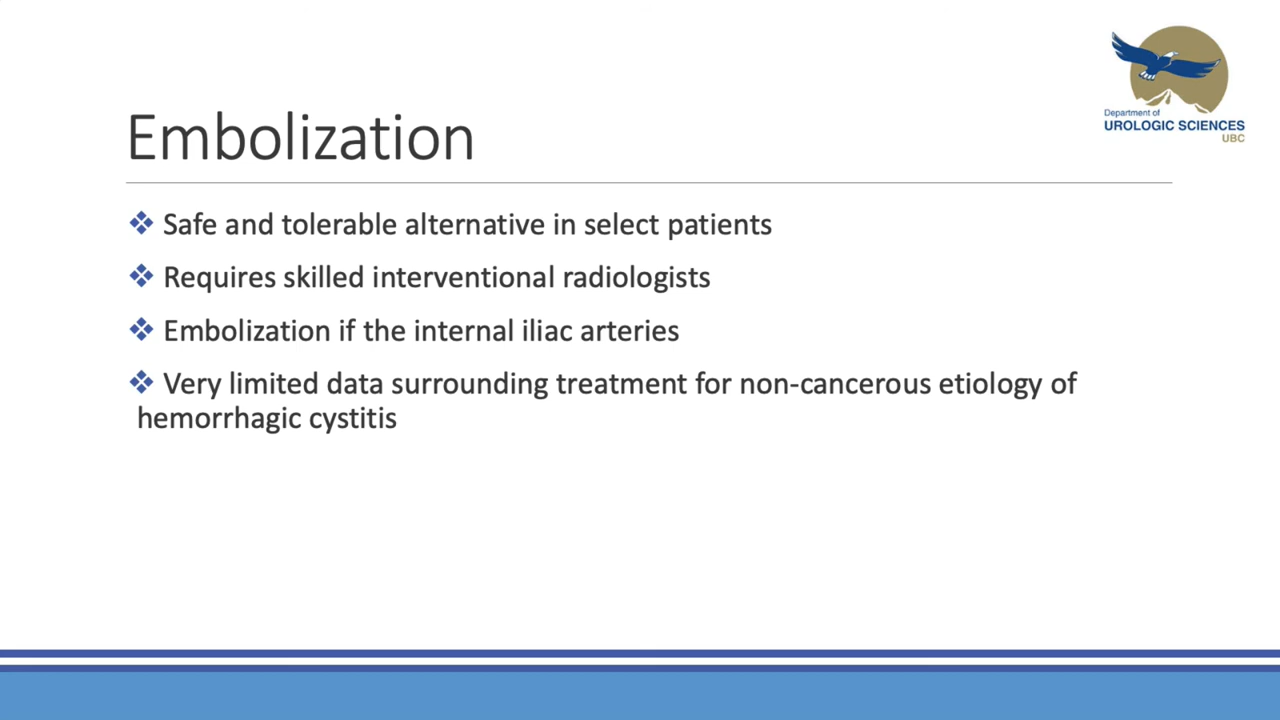 Department of
UROLOGIC SCIENCES
UBC
Embolization
Safe and tolerable alternative in select patients
Requires skilled interventional radiologists
Embolization if the internal iliac arteries
Very limited data surrounding treatment for non-cancerous etiology of
hemorrhagic cystitis